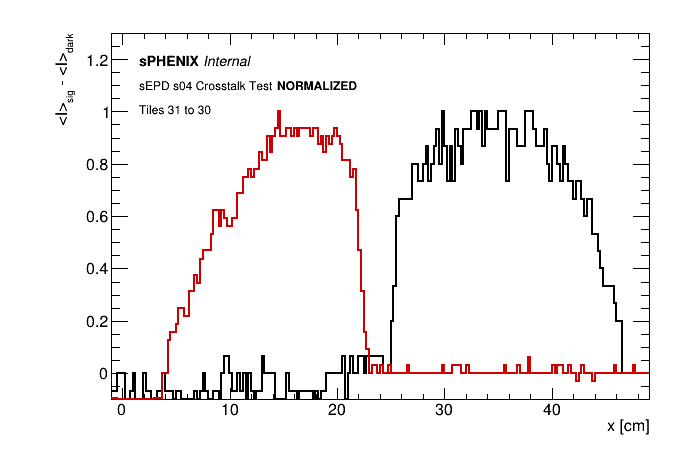 <I>sig - <I>dark
sPHENIX Internal
sEPD s04 Crosstalk Test NORMALIZED
Tiles 31 to 30
1.2
1
0.8
0.6
0.4
0.2
0
0 10 20 30 40
x [cm]